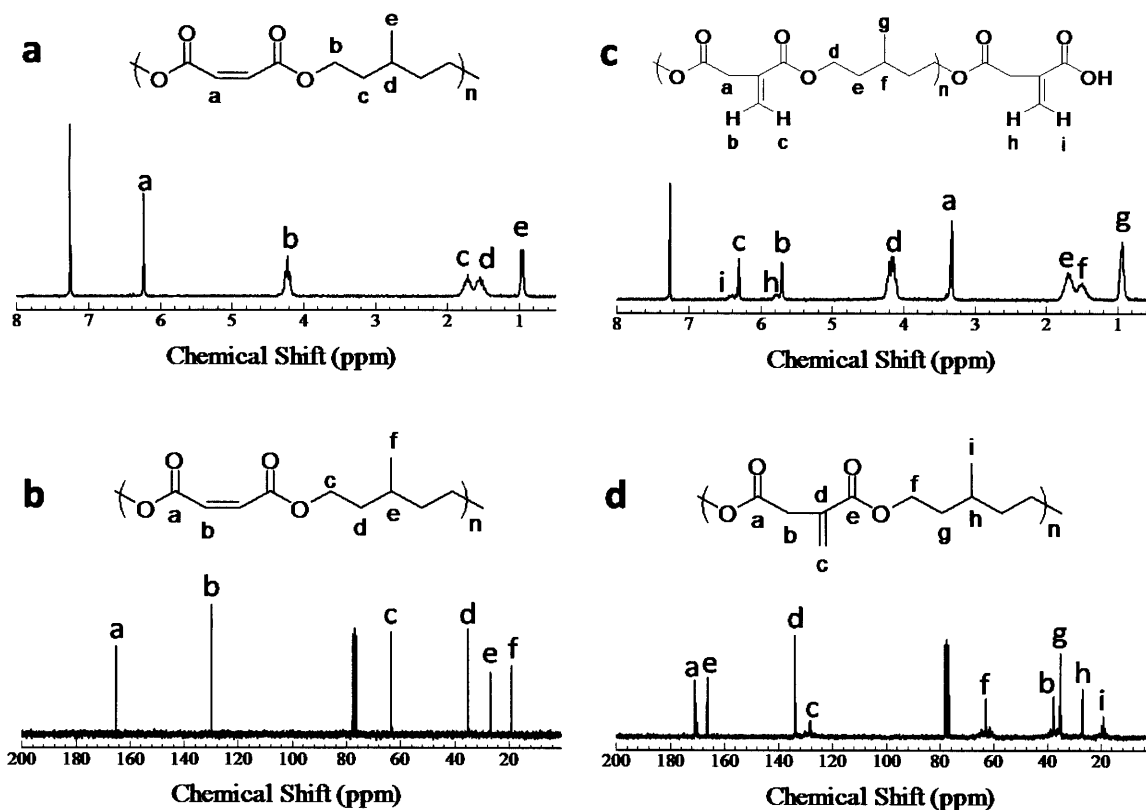 a
e
O O
b
( O O ) n
a c d
a
b
c d
e
8 7 6 5 4 3 2 1
Chemical Shift (ppm)
c
g
O O d O O
( O O ) n O OH
a e f
H H H H
b c h i
a
g
c b d
i h e f
8 7 6 5 4 3 2 1
Chemical Shift (ppm)
b
f
O O
c
( O O ) n
a b d e
b
a c d
e f
200 180 160 140 120 100 80 60 40 20
Chemical Shift (ppm)
d
i
O O
d f
( O O ) n
a b e g h
c
d
g
a e
f b h
c i
200 180 160 140 120 100 80 60 40 20
Chemical Shift (ppm)